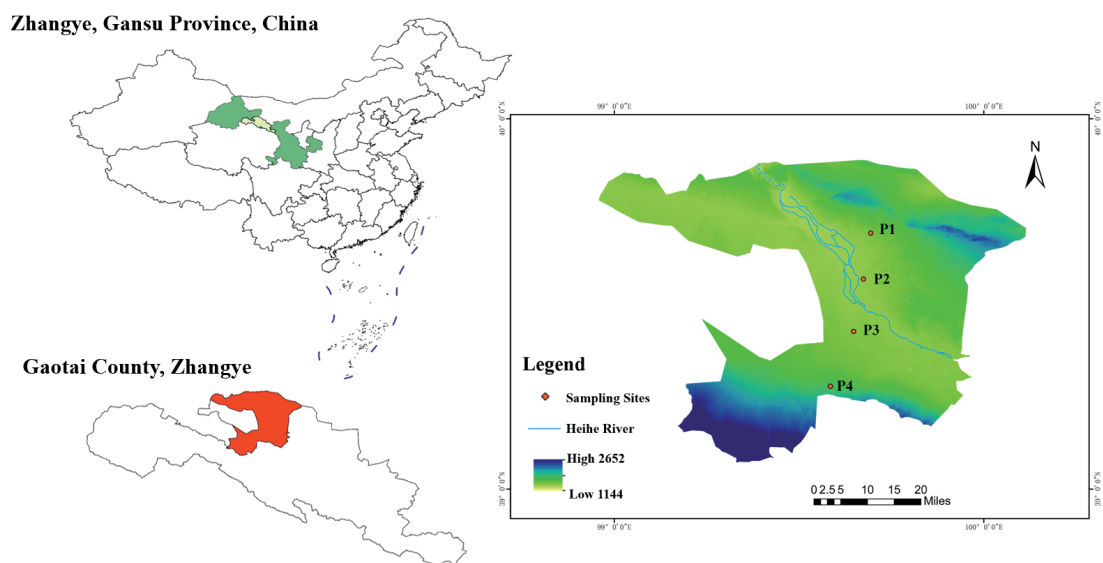 Zhangye, Gansu Province, China
Gaotai County, Zhangye
99° 0'0"E
100° 0'0"E
40° 0'0"N
40° 0'0"N
N
P1
P2
P3
P4
Legend
Sampling Sites
Heihe River
High 2652
Low 1144
0 2.5 5 10 15 20
Miles
39° 0'0"N
39° 0'0"N
99° 0'0"E
100° 0'0"E